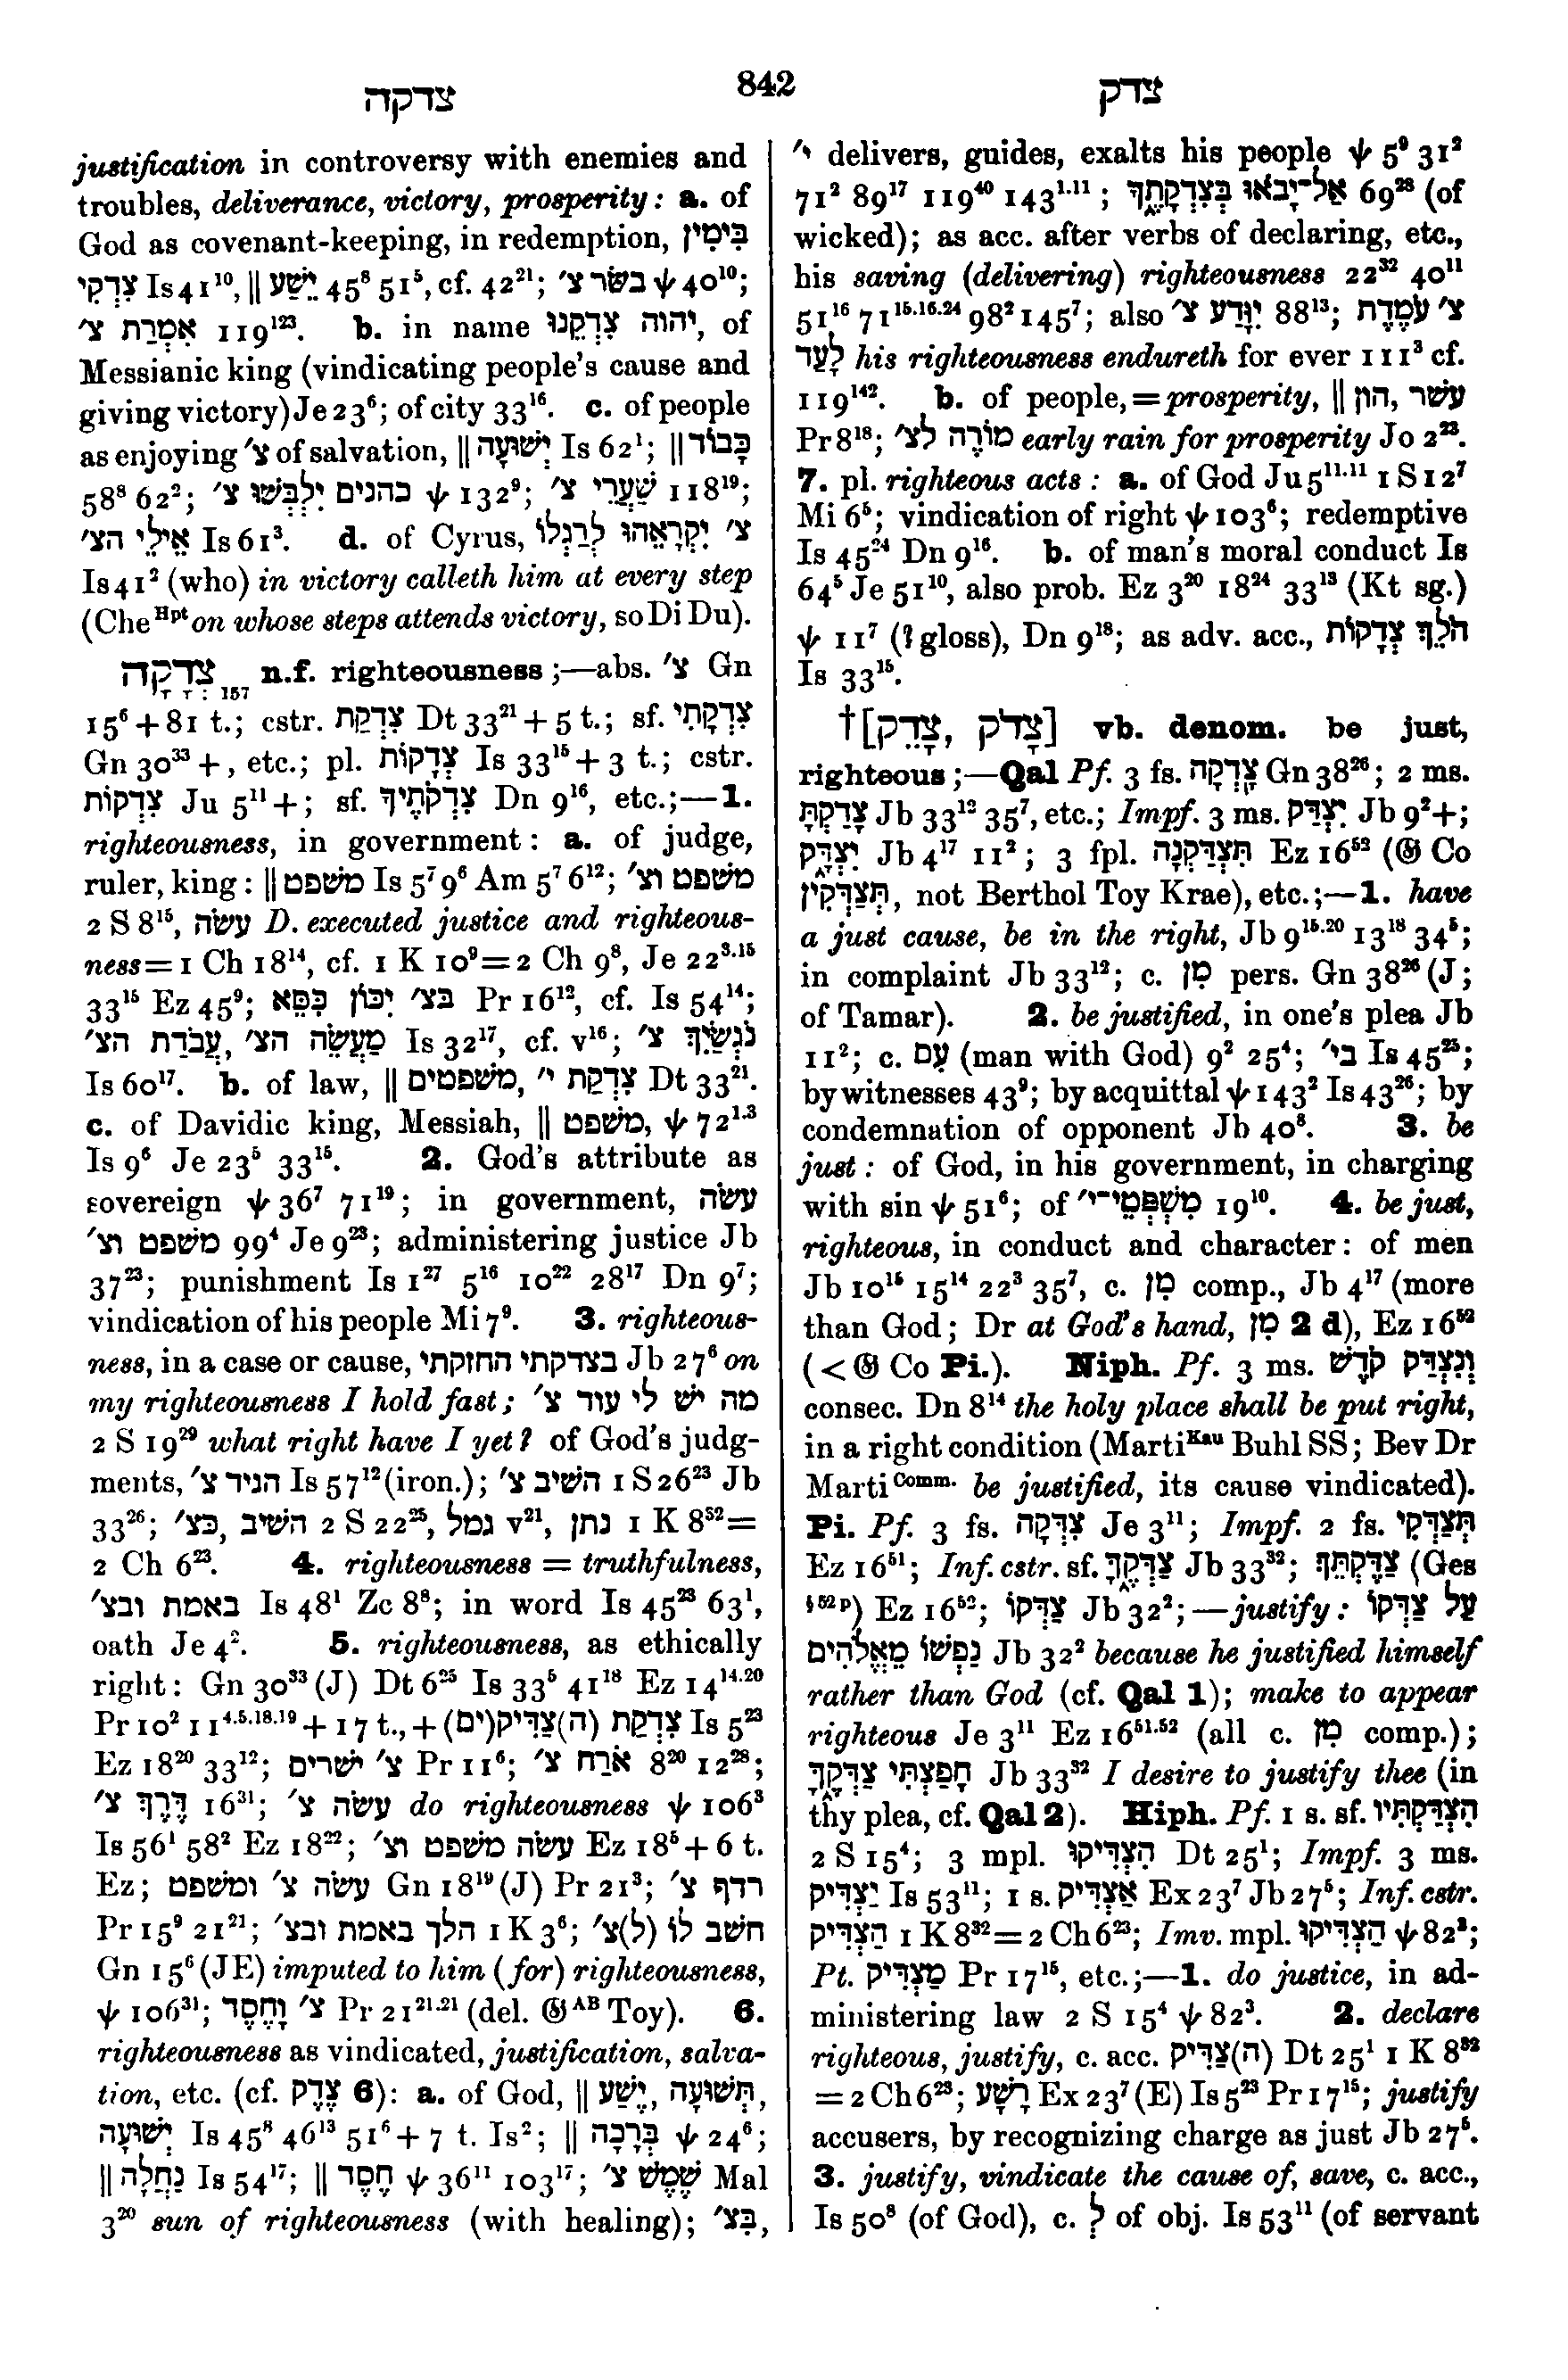 צדקה
842
צדק
justification in controversy with enemies and
troubles, deliverance, victory, prosperity: a. of
God as covenant-keeping, in redemption, בִּימִין
צִדְקִי Is 41¹⁰, || יֵשַׁע 45⁸ 51⁵, cf. 42²¹; בשׂר צ׳ ψ 40¹⁰;
אִמְרַת צ׳ 119¹²³. b. in name יהוה צִדְקֵנוּ, of
Messianic king (vindicating people's cause and
giving victory) Je 23⁶; of city 33¹⁶. c. of people
as enjoying צ׳ of salvation, || יְשׁוּעָה Is 62¹; || כָּבוֹד
58⁸ 62²; כהנים יִלְבְּשׁוּ צ׳ ψ 132⁹; שַׁעֲרֵי צ׳ 118¹⁹;
אֵילֵי הצ׳ Is 61³. d. of Cyrus, צ׳ יִקְרָאֵהוּ לְרַגְלוֹ
Is 41² (who) in victory calleth him at every step
(Che Hpt on whose steps attends victory, so Di Du).
צְדָקָה 157 n.f. righteousness;—abs. צ׳ Gn
15⁶ + 81 t.; cstr. צִדְקַת Dt 33²¹ + 5 t.; sf. צִדְקָתִי
Gn 30³³ +, etc.; pl. צְדָקוֹת Is 33¹⁵ + 3 t.; cstr.
צִדְקוֹת Ju 5¹¹ +; sf. צִדְקֹתֶיךָ Dn 9¹⁶, etc.;—1.
righteousness, in government: a. of judge,
ruler, king: || משׁפט Is 5⁷ 9⁶ Am 5⁷ 6¹²; משׁפט וצ׳
2 S 8¹⁵, עשׂה D. executed justice and righteous-
ness = 1 Ch 18¹⁴, cf. 1 K 10⁹ = 2 Ch 9⁸, Je 22³·¹⁵
33¹⁵ Ez 45⁹; בצ׳ יִכּוֹן כִּסֵּא Pr 16¹², cf. Is 54¹⁴;
מַעֲשֵׂה הצ׳, עֲבֹדַת הצ׳ Is 32¹⁷, cf. v¹⁶; נֹגְשַׂיִךְ צ׳
Is 60¹⁷. b. of law, || משׁפטים, צִדְקַת י׳ Dt 33²¹.
c. of Davidic king, Messiah, || משׁפט, ψ 72¹·³
Is 9⁶ Je 23⁵ 33¹⁵. 2. God's attribute as
sovereign ψ 36⁷ 71¹⁹; in government, עשׂה
משׁפט וצ׳ 99⁴ Je 9²³; administering justice Jb
37²³; punishment Is 1²⁷ 5¹⁶ 10²² 28¹⁷ Dn 9⁷;
vindication of his people Mi 7⁹. 3. righteous-
ness, in a case or cause, בצדקתי החזקתי Jb 27⁶ on
my righteousness I hold fast; מה ישׁ לי עוד צ׳
2 S 19²⁹ what right have I yet? of God's judg-
ments, הגיד צ׳ Is 57¹² (iron.); השׁיב צ׳ 1 S 26²³ Jb
33²⁶; השׁיב ,כצ׳ 2 S 22²⁵, גמל v²¹, נתן 1 K 8³² =
2 Ch 6²³. 4. righteousness = truthfulness,
באמת ובצ׳ Is 48¹ Zc 8⁸; in word Is 45²³ 63¹,
oath Je 4². 5. righteousness, as ethically
right: Gn 30³³ (J) Dt 6²⁵ Is 33⁵ 41¹⁸ Ez 14¹⁴·²⁰
Pr 10² 11⁴·⁵·¹⁸·¹⁹ + 17 t., + צִדְקַת (ה)צַדִּיק(ים) Is 5²³
Ez 18²⁰ 33¹²; צ׳ ישׁרים Pr 11⁶; אֹרַח צ׳ 8²⁰ 12²⁸;
דֶּרֶךְ צ׳ 16³¹; עשׂה צ׳ do righteousness ψ 106³
Is 56¹ 58² Ez 18²²; עשׂה משׁפט וצ׳ Ez 18⁵ + 6 t.
Ez; עשׂה צ׳ ומשׁפט Gn 18¹⁹ (J) Pr 21³; רדף צ׳
Pr 15⁹ 21²¹; הלך באמת ובצ׳ 1 K 3⁶; חשׁב לוֹ (ל)צ׳
Gn 15⁶ (JE) imputed to him (for) righteousness,
ψ 106³¹; צ׳ וָחֶסֶד Pr 21²¹·²¹ (del. 𝔊 AB Toy). 6.
righteousness as vindicated, justification, salva-
tion, etc. (cf. צֶדֶק 6): a. of God, || תְּשׁוּעָה, יֶשַׁע,
יְשׁוּעָה Is 45⁸ 46¹³ 51⁶ + 7 t. Is²; || בְּרָכָה ψ 24⁵;
|| נַחֲלָה Is 54¹⁷; || חֶסֶד ψ 36¹¹ 103¹⁷; שֶׁמֶשׁ צ׳ Mal
3²⁰ sun of righteousness (with healing); בְּצ׳,
י׳ delivers, guides, exalts his people ψ 5⁹ 31²
71² 89¹⁷ 119⁴⁰ 143¹·¹¹; אַל־יָבֹאוּ בְּצִדְקָתֶךָ 69²⁸ (of
wicked); as acc. after verbs of declaring, etc.,
his saving (delivering) righteousness 22³² 40¹¹
51¹⁶ 71¹⁵·¹⁶·²⁴ 98² 145⁷; also יִוָּדַע צ׳ 88¹³; צ׳ עֹמֶדֶת
לָעַד his righteousness endureth for ever 111³ cf.
119¹⁴². b. of people, = prosperity, || עשׁר, הון
Pr 8¹⁸; מוֹרֶה לצ׳ early rain for prosperity Jo 2²³.
7. pl. righteous acts: a. of God Ju 5¹¹·¹¹ 1 S 12⁷
Mi 6⁵; vindication of right ψ 103⁶; redemptive
Is 45²⁴ Dn 9¹⁶. b. of man's moral conduct Is
64⁵ Je 51¹⁰, also prob. Ez 3²⁰ 18²⁴ 33¹³ (Kt sg.)
ψ 11⁷ (? gloss), Dn 9¹⁸; as adv. acc., הֹלֵךְ צְדָקוֹת
Is 33¹⁵.
†[צָדֵק, צָדֹק] vb. denom. be just,
righteous;—Qal Pf. 3 fs. צָֽדְקָה Gn 38²⁶; 2 ms.
צָדַקְתָּ Jb 33¹² 35⁷, etc.; Impf. 3 ms. יִצְדַּק Jb 9² +;
יִצְדָּק Jb 4¹⁷ 11²; 3 fpl. תִּצְדַּקְנָה Ez 16⁵² (𝔊 Co
תְּצַדְּקִין, not Berthol Toy Krae), etc.;—1. have
a just cause, be in the right, Jb 9¹⁵·²⁰ 13¹⁸ 34⁵;
in complaint Jb 33¹²; c. מִן pers. Gn 38²⁶ (J;
of Tamar). 2. be justified, in one's plea Jb
11²; c. עִם (man with God) 9² 25⁴; בי׳ Is 45²⁵;
by witnesses 43⁹; by acquittal ψ 143² Is 43²⁶; by
condemnation of opponent Jb 40⁸. 3. be
just: of God, in his government, in charging
with sin ψ 51⁶; of מִשְׁפְּטֵי־י׳ 19¹⁰. 4. be just,
righteous, in conduct and character: of men
Jb 10¹⁵ 15¹⁴ 22³ 35⁷, c. מִן comp., Jb 4¹⁷ (more
than God; Dr at God's hand, מִן 2 d), Ez 16⁵²
(< 𝔊 Co Pi.). Niph. Pf. 3 ms. וְנִצְדַּק קֹדֶשׁ
consec. Dn 8¹⁴ the holy place shall be put right,
in a right condition (Marti Kau Buhl SS; Bev Dr
Marti Comm. be justified, its cause vindicated).
Pi. Pf. 3 fs. צִדְּקָה Je 3¹¹; Impf. 2 fs. תְּצַדְּקִי
Ez 16⁵¹; Inf. cstr. sf. צַדְּקֶךָ Jb 33³²; צַדֶּקְתֵּךְ (Ges
§ 52 p) Ez 16⁵²; צַדְּקוֹ Jb 32²;—justify: עַל צַדְּקוֹ
נַפְשׁוֹ מֵאֱלֹהִים Jb 32² because he justified himself
rather than God (cf. Qal 1); make to appear
righteous Je 3¹¹ Ez 16⁵¹·⁵² (all c. מִן comp.);
חָפַצְתִּי צַדְּקֶךָּ Jb 33³² I desire to justify thee (in
thy plea, cf. Qal 2). Hiph. Pf. 1 s. sf. הִצְדַּקְתִּיו
2 S 15⁴; 3 mpl. הִצְדִּיקוּ Dt 25¹; Impf. 3 ms.
יַצְדִּיק Is 53¹¹; 1 s. אַצְדִּיק Ex 23⁷ Jb 27⁵; Inf. cstr.
הַצְדִּיק 1 K 8³² = 2 Ch 6²³; Imv. mpl. הַצְדִּיקוּ ψ 82³;
Pt. מַצְדִּיק Pr 17¹⁵, etc.;—1. do justice, in ad-
ministering law 2 S 15⁴ ψ 82³. 2. declare
righteous, justify, c. acc. (ה)צַדִּיק Dt 25¹ 1 K 8³²
= 2 Ch 6²³; רָשָׁע Ex 23⁷ (E) Is 5²³ Pr 17¹⁵; justify
accusers, by recognizing charge as just Jb 27⁵.
3. justify, vindicate the cause of, save, c. acc.,
Is 50⁸ (of God), c. לְ of obj. Is 53¹¹ (of servant